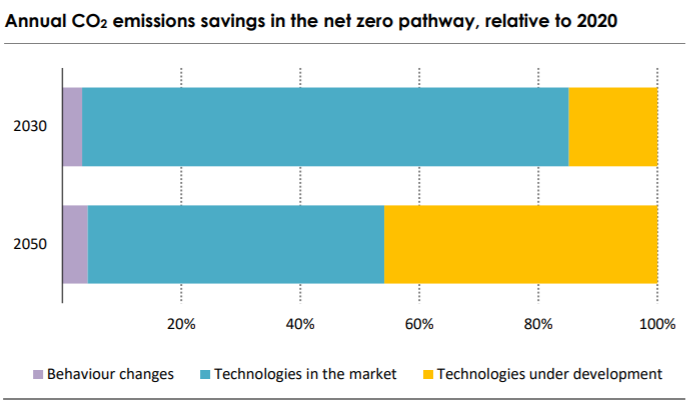 Annual CO₂ emissions savings in the net zero pathway, relative to 2020
2030
2050
20% 40% 60% 80% 100%
Behaviour changes Technologies in the market Technologies under development